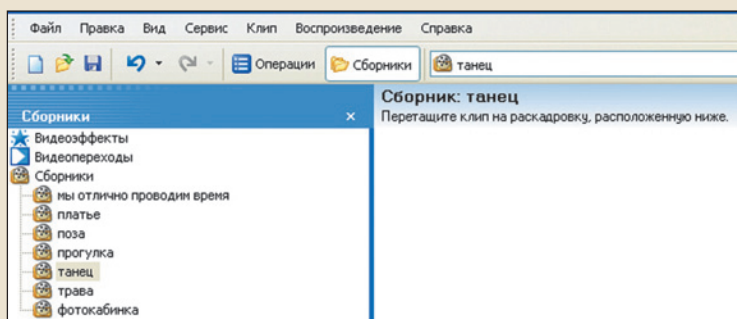 Файл Правка Вид Сервис Клип Воспроизведение Справка
Операции Сборники танец
Сборники
Видеоэффекты
Видеопереходы
Сборники
мы отлично проводим время
платье
поза
прогулка
танец
трава
фотокабинка
Сборник: танец
Перетащите клип на раскадровку, расположенную ниже.